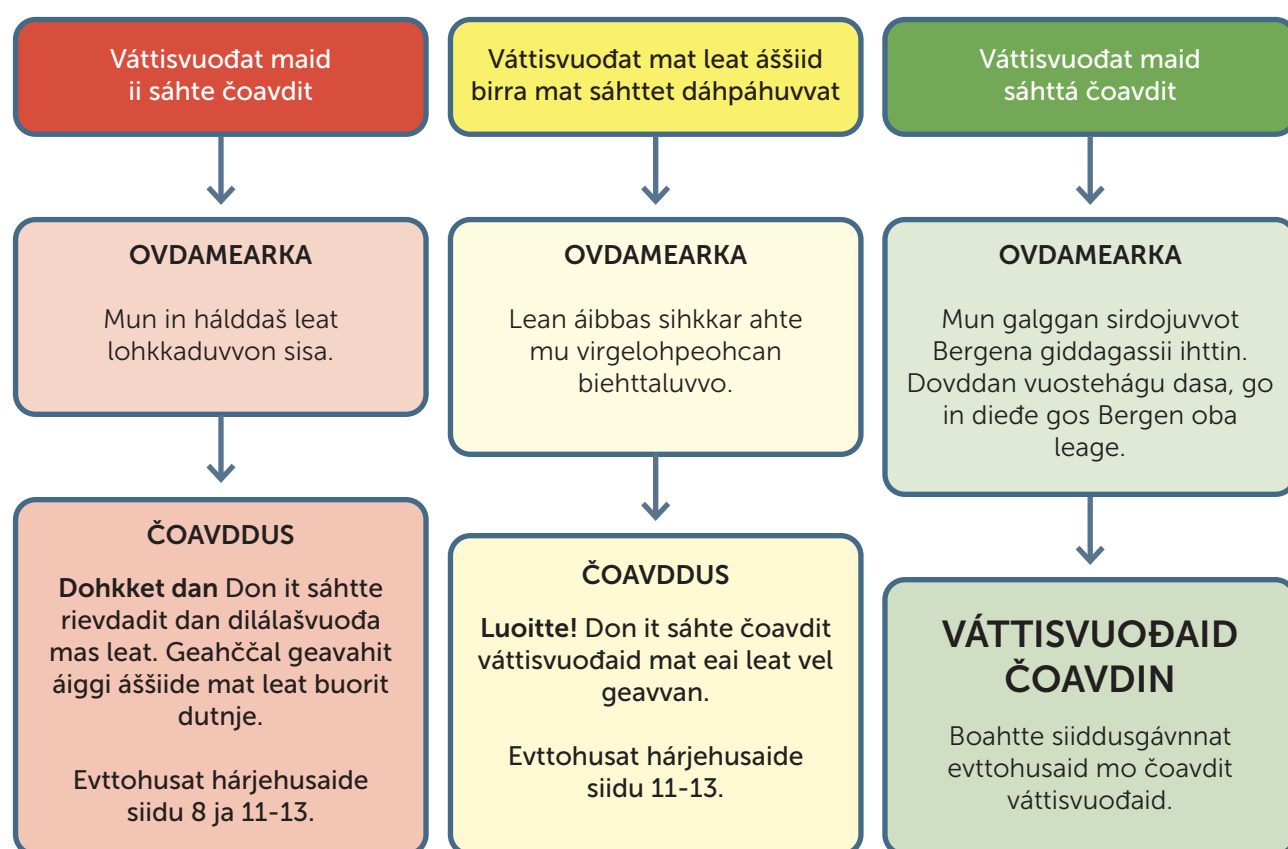 Váttisvuođat maid
ii sáhte čoavdit
OVDAMEARKA
Mun in hálddaš leat
lohkkaduvvon sisa.
ČOAVDDUS
Dohkket dan Don it sáhtte
rievdadit dan dilálašvuođa
mas leat. Geahččal geavahit
áiggi áššiide mat leat buorit
dutnje.
Evttohusat hárjehusaide
siidu 8 ja 11-13.
Váttisvuođat mat leat áššiid
birra mat sáhttet dáhpáhuvvat
OVDAMEARKA
Lean áibbas sihkkar ahte
mu virgelohpeohcan
biehttaluvvo.
ČOAVDDUS
Luoitte! Don it sáhte čoavdit
váttisvuođaid mat eai leat vel
geavvan.
Evttohusat hárjehusaide
siidu 11-13.
Váttisvuođat maid
sáhttá čoavdit
OVDAMEARKA
Mun galggan sirdojuvvot
Bergena giddagassii ihttin.
Dovddan vuostehágu dasa, go
in dieđe gos Bergen oba
leage.
VÁTTISVUOĐAID
ČOAVDIN
Boahtte siiddusgávnnat
evttohusaid mo čoavdit
váttisvuođaid.